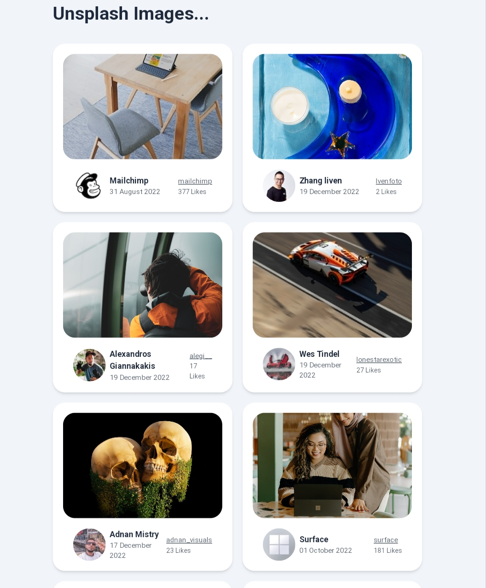 Unsplash Images...
Mailchimp
31 August 2022
mailchimp
377 Likes
Zhang liven
19 December 2022
lvenfoto
2 Likes
Alexandros
Giannakakis
19 December 2022
alegi__
17
Likes
Wes Tindel
19 December
2022
lonestarexotic
27 Likes
Adnan Mistry
17 December
2022
adnan_visuals
23 Likes
Surface
01 October 2022
surface
181 Likes